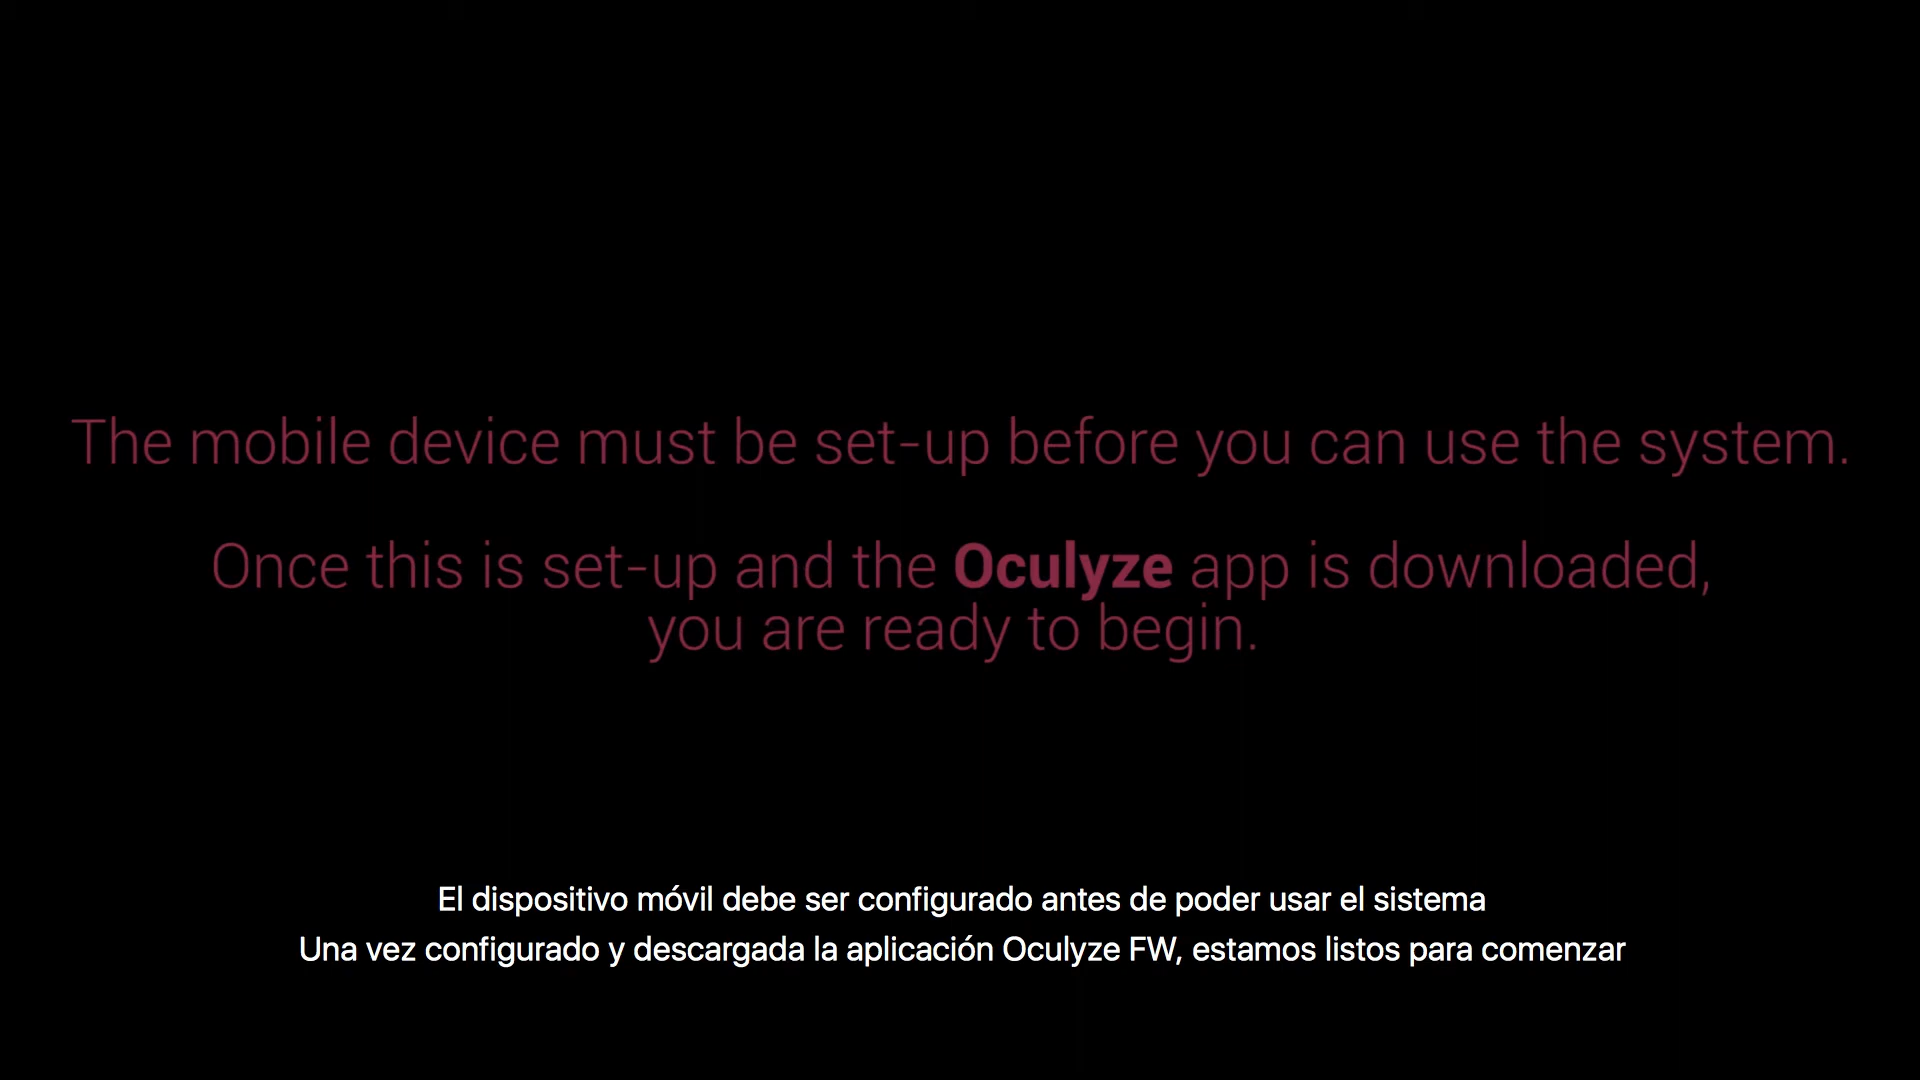 The mobile device must be set-up before you can use the system.
Once this is set-up and the Oculyze app is downloaded,
you are ready to begin.
El dispositivo móvil debe ser configurado antes de poder usar el sistema
Una vez configurado y descargada la aplicación Oculyze FW, estamos listos para comenzar